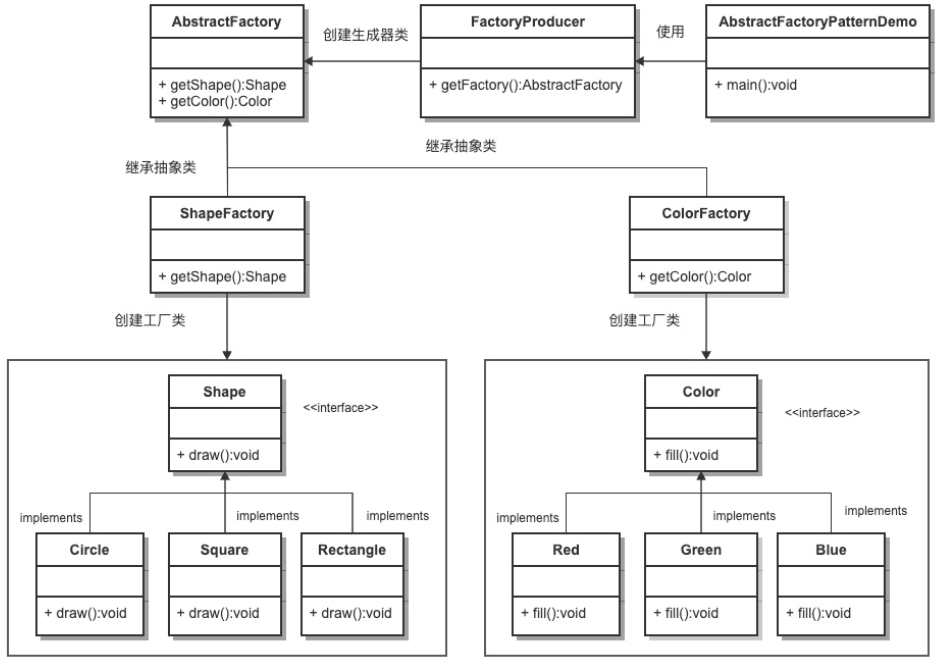 AbstractFactory
+ getShape():Shape
+ getColor():Color
创建生成器类
FactoryProducer
+ getFactory():AbstractFactory
使用
AbstractFactoryPatternDemo
+ main():void
继承抽象类
继承抽象类
ShapeFactory
+ getShape():Shape
ColorFactory
+ getColor():Color
创建工厂类
创建工厂类
Shape
<<interface>>
+ draw():void
implements
implements
implements
Circle
+ draw():void
Square
+ draw():void
Rectangle
+ draw():void
Color
<<interface>>
+ fill():void
implements
implements
implements
Red
+ fill():void
Green
+ fill():void
Blue
+ fill():void